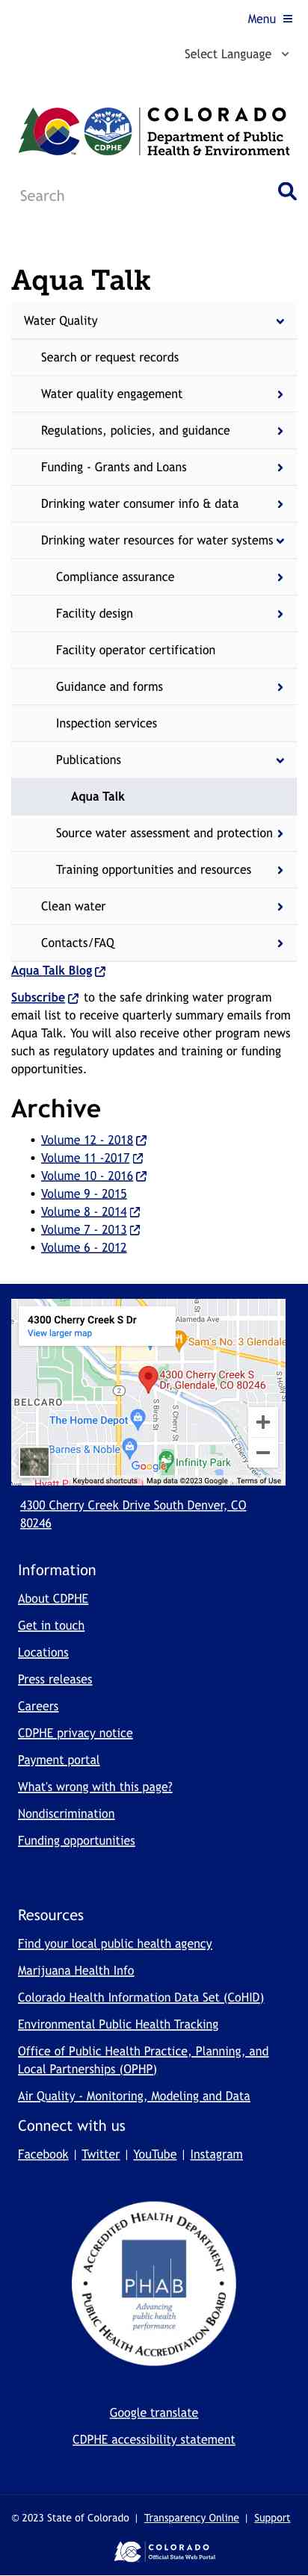 Menu
Select Language
CDPHE
COLORADO
Department of Public
Health & Environment
Search
Aqua Talk
Water Quality
Search or request records
Water quality engagement
Regulations, policies, and guidance
Funding - Grants and Loans
Drinking water consumer info & data
Drinking water resources for water systems
Compliance assurance
Facility design
Facility operator certification
Guidance and forms
Inspection services
Publications
Aqua Talk
Source water assessment and protection
Training opportunities and resources
Clean water
Contacts/FAQ
Aqua Talk Blog
Subscribe to the safe drinking water program
email list to receive quarterly summary emails from
Aqua Talk. You will also receive other program news
such as regulatory updates and training or funding
opportunities.
Archive
• Volume 12 - 2018
• Volume 11 -2017
• Volume 10 - 2016
• Volume 9 - 2015
• Volume 8 - 2014
• Volume 7 - 2013
• Volume 6 - 2012
4300 Cherry Creek S Dr
View larger map
Alameda Ave
Sam's No. 3 Glendale
4300 Cherry Creek S
Dr, Glendale, CO 80246
BELCARO
2
S Birch St
S Cherry St
The Home Depot
Barnes & Noble
Infinity Park
Google
Hyatt P
Keyboard shortcuts
Map data ©2023 Google
Terms of Use
4300 Cherry Creek Drive South Denver, CO
80246
Information
About CDPHE
Get in touch
Locations
Press releases
Careers
CDPHE privacy notice
Payment portal
What's wrong with this page?
Nondiscrimination
Funding opportunities
Resources
Find your local public health agency
Marijuana Health Info
Colorado Health Information Data Set (CoHID)
Environmental Public Health Tracking
Office of Public Health Practice, Planning, and
Local Partnerships (OPHP)
Air Quality - Monitoring, Modeling and Data
Connect with us
Facebook | Twitter | YouTube | Instagram
ACCREDITED HEALTH DEPARTMENT
PHAB
Advancing
public health
performance
PUBLIC HEALTH ACCREDITATION BOARD
Google translate
CDPHE accessibility statement
© 2023 State of Colorado | Transparency Online | Support
COLORADO
Official State Web Portal